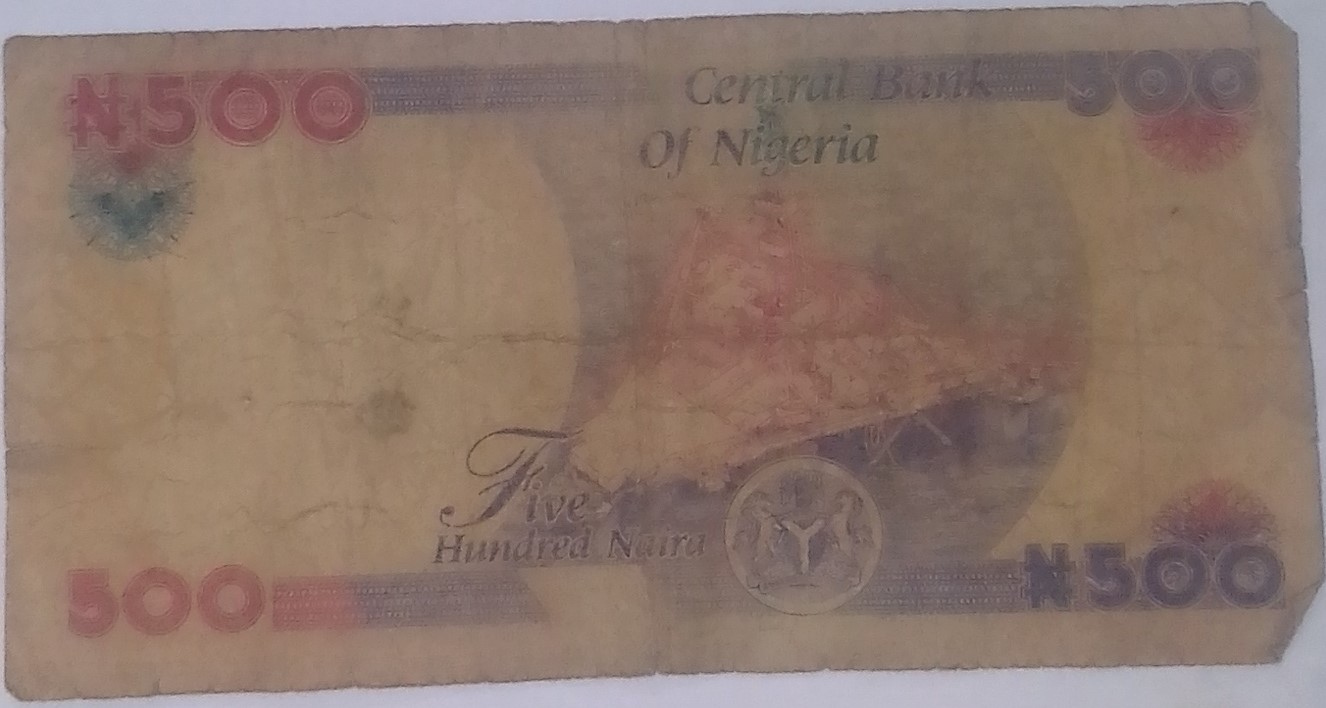 ₦500
Central Bank
Of Nigeria
500
Five
Hundred Naira
500
₦500